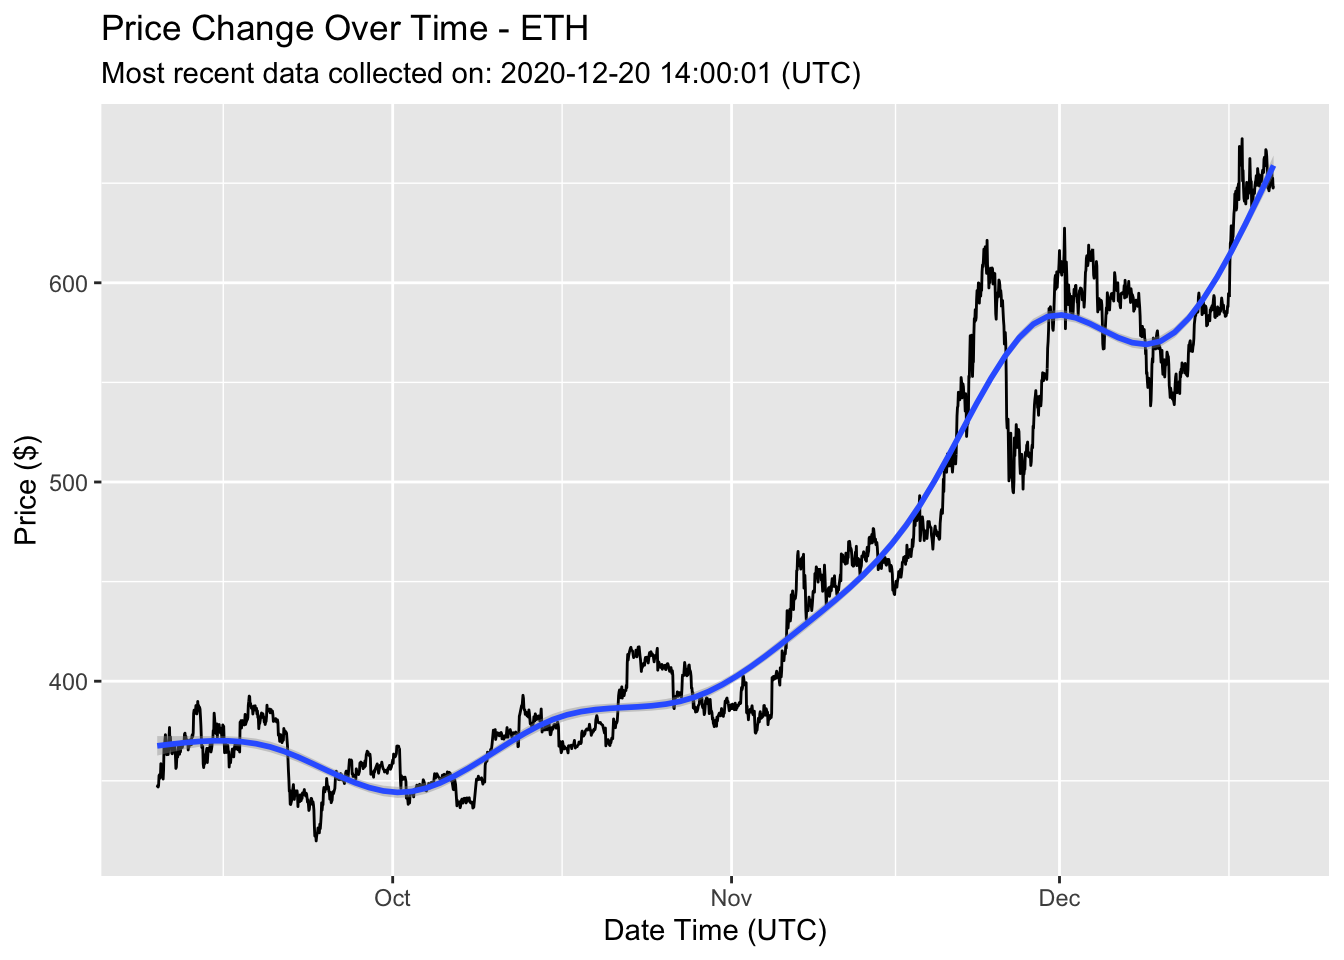 Price Change Over Time - ETH
Most recent data collected on: 2020-12-20 14:00:01 (UTC)
Price ($)
600
500
400
Oct
Nov
Dec
Date Time (UTC)